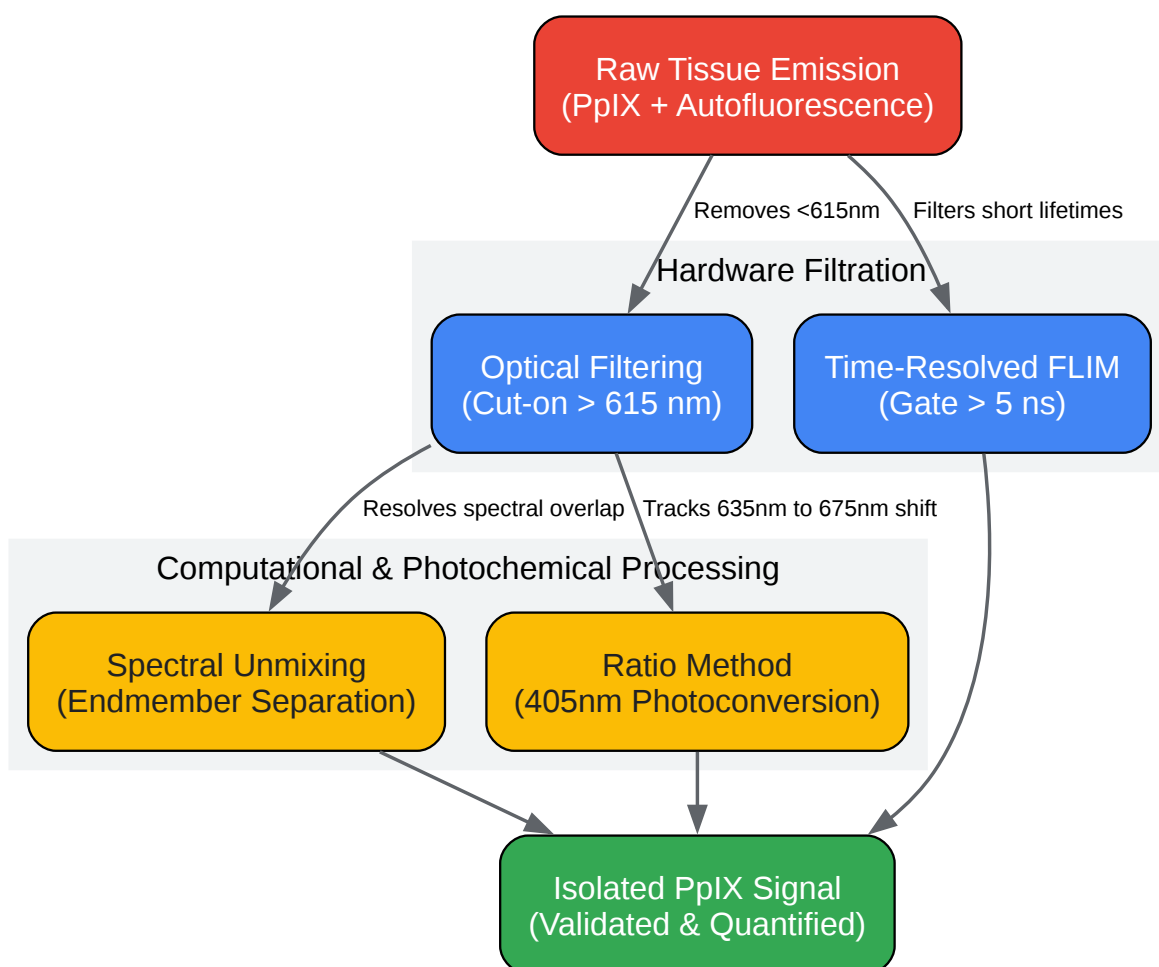 Raw Tissue Emission
(PpIX + Autofluorescence)
Removes <615nm
Filters short lifetimes
Hardware Filtration
Optical Filtering
(Cut-on > 615 nm)
Time-Resolved FLIM
(Gate > 5 ns)
Resolves spectral overlap
Tracks 635nm to 675nm shift
Computational & Photochemical Processing
Spectral Unmixing
(Endmember Separation)
Ratio Method
(405nm Photoconversion)
Isolated PpIX Signal
(Validated & Quantified)